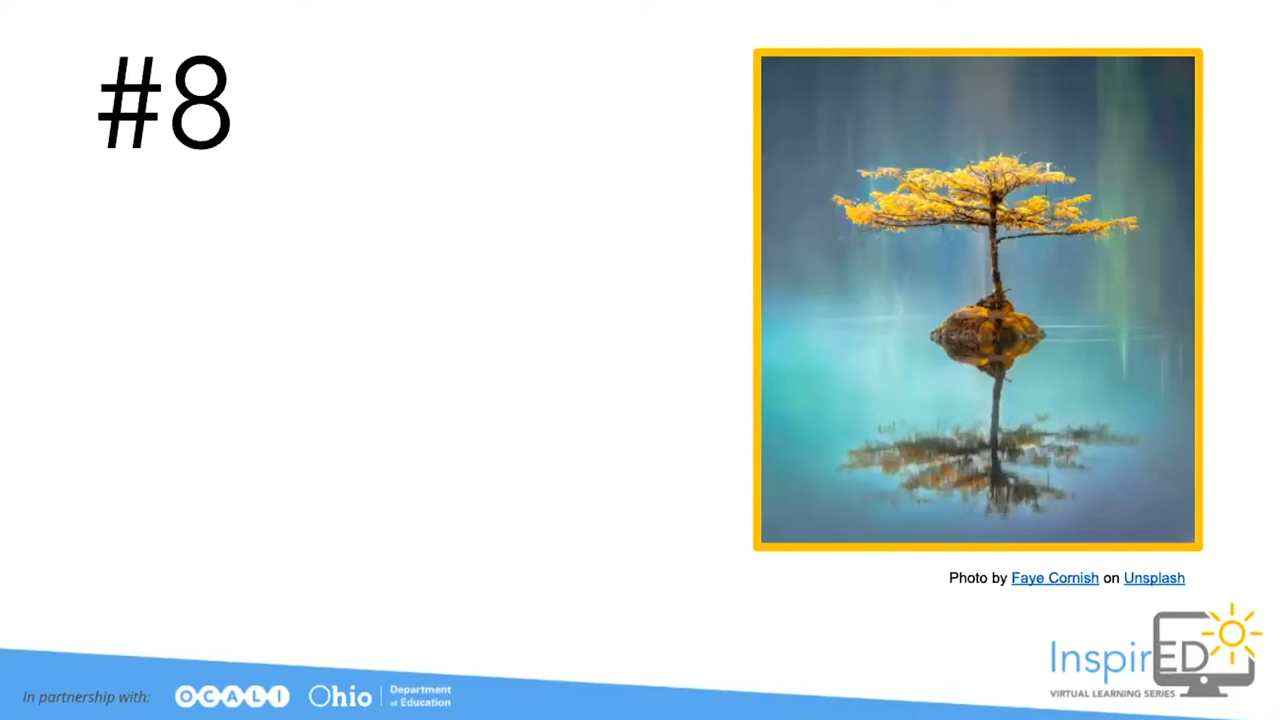 #8
Photo by Faye Cornish on Unsplash
InspirED
VIRTUAL LEARNING SERIES
In partnership with:
OCALI
Ohio
Department
of Education